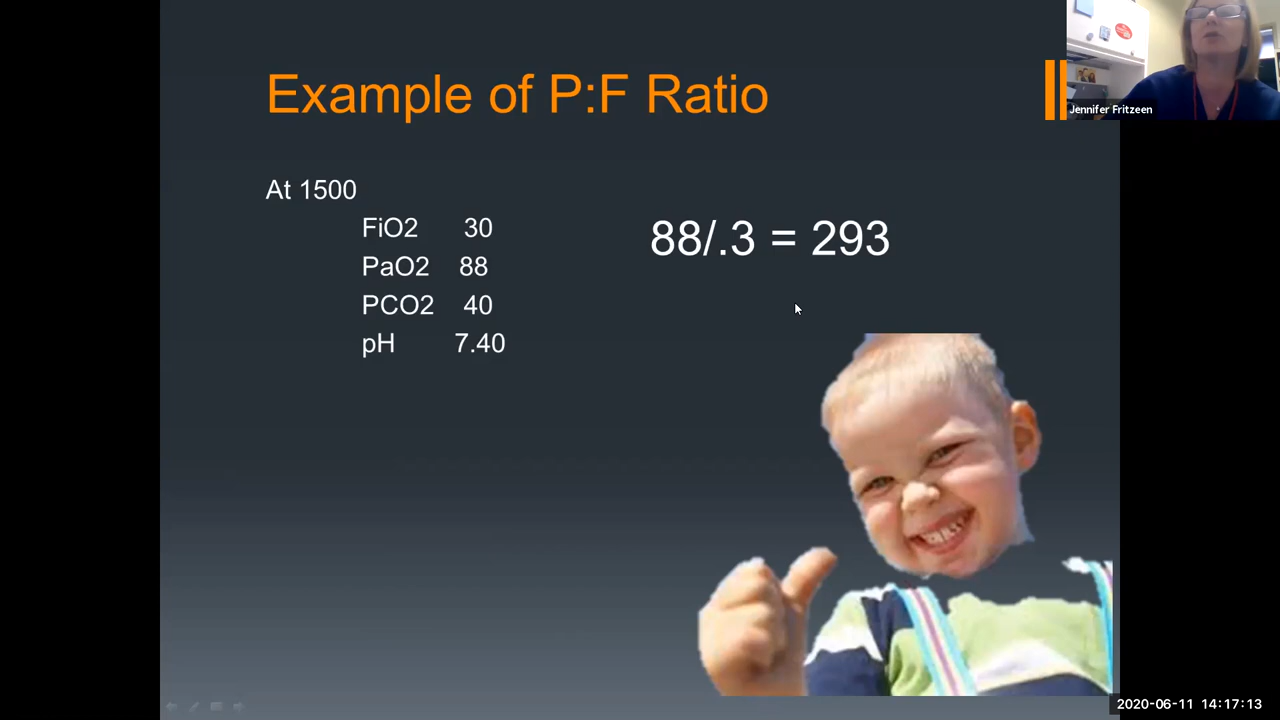 Example of P:F Ratio
Jennifer Fritzeen
At 1500
FiO2 30
PaO2 88
PCO2 40
pH 7.40
88/.3 = 293
2020-06-11 14:17:13